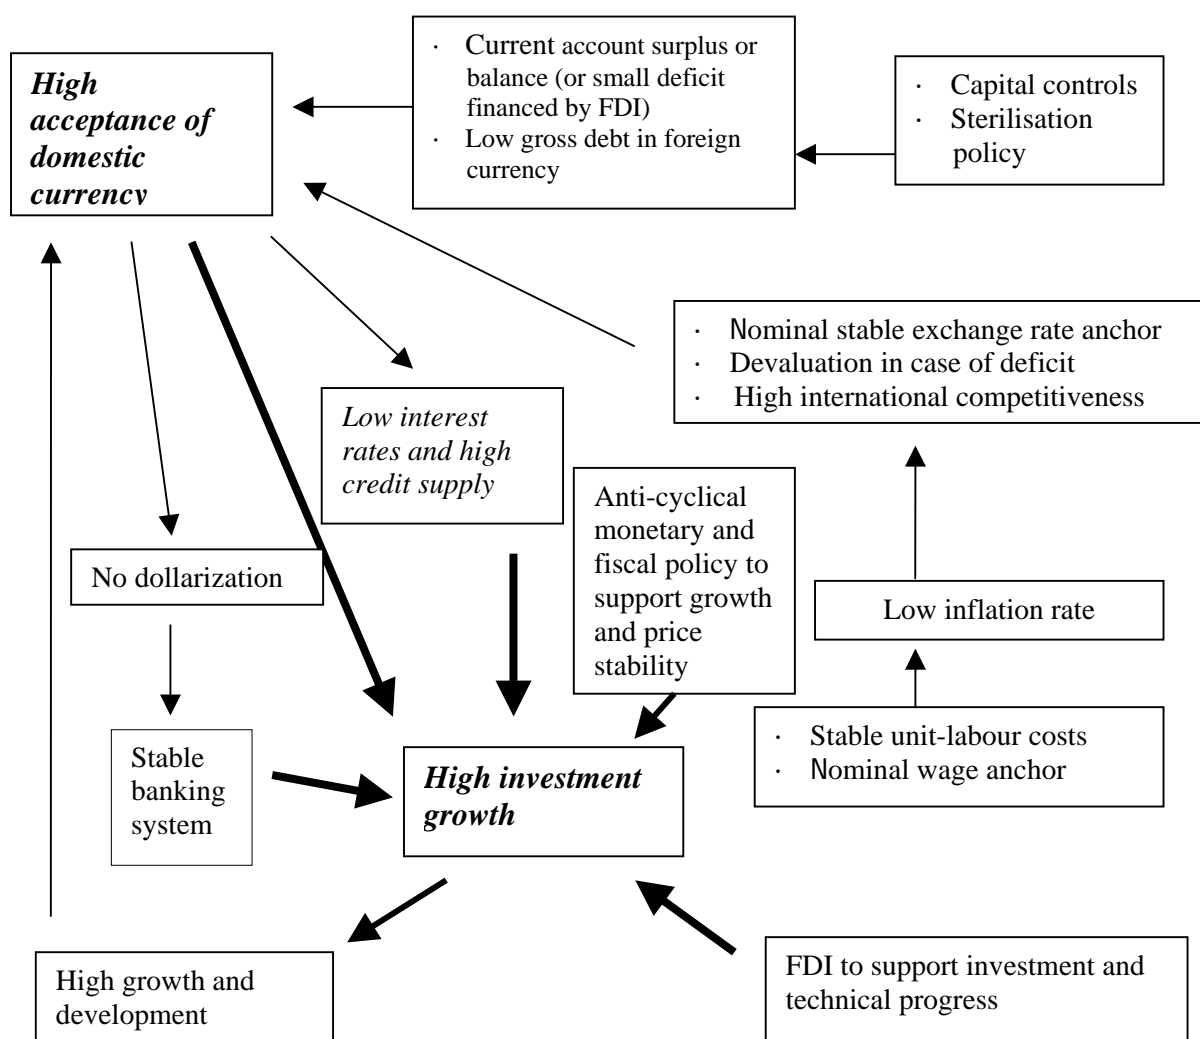 High
acceptance of
domestic
currency
· Current account surplus or
balance (or small deficit
financed by FDI)
· Low gross debt in foreign
currency
· Capital controls
· Sterilisation
policy
· Nominal stable exchange rate anchor
· Devaluation in case of deficit
· High international competitiveness
Low interest
rates and high
credit supply
Anti-cyclical
monetary and
fiscal policy to
support growth
and price
stability
No dollarization
Low inflation rate
· Stable unit-labour costs
· Nominal wage anchor
Stable
banking
system
High investment
growth
High growth and
development
FDI to support investment and
technical progress